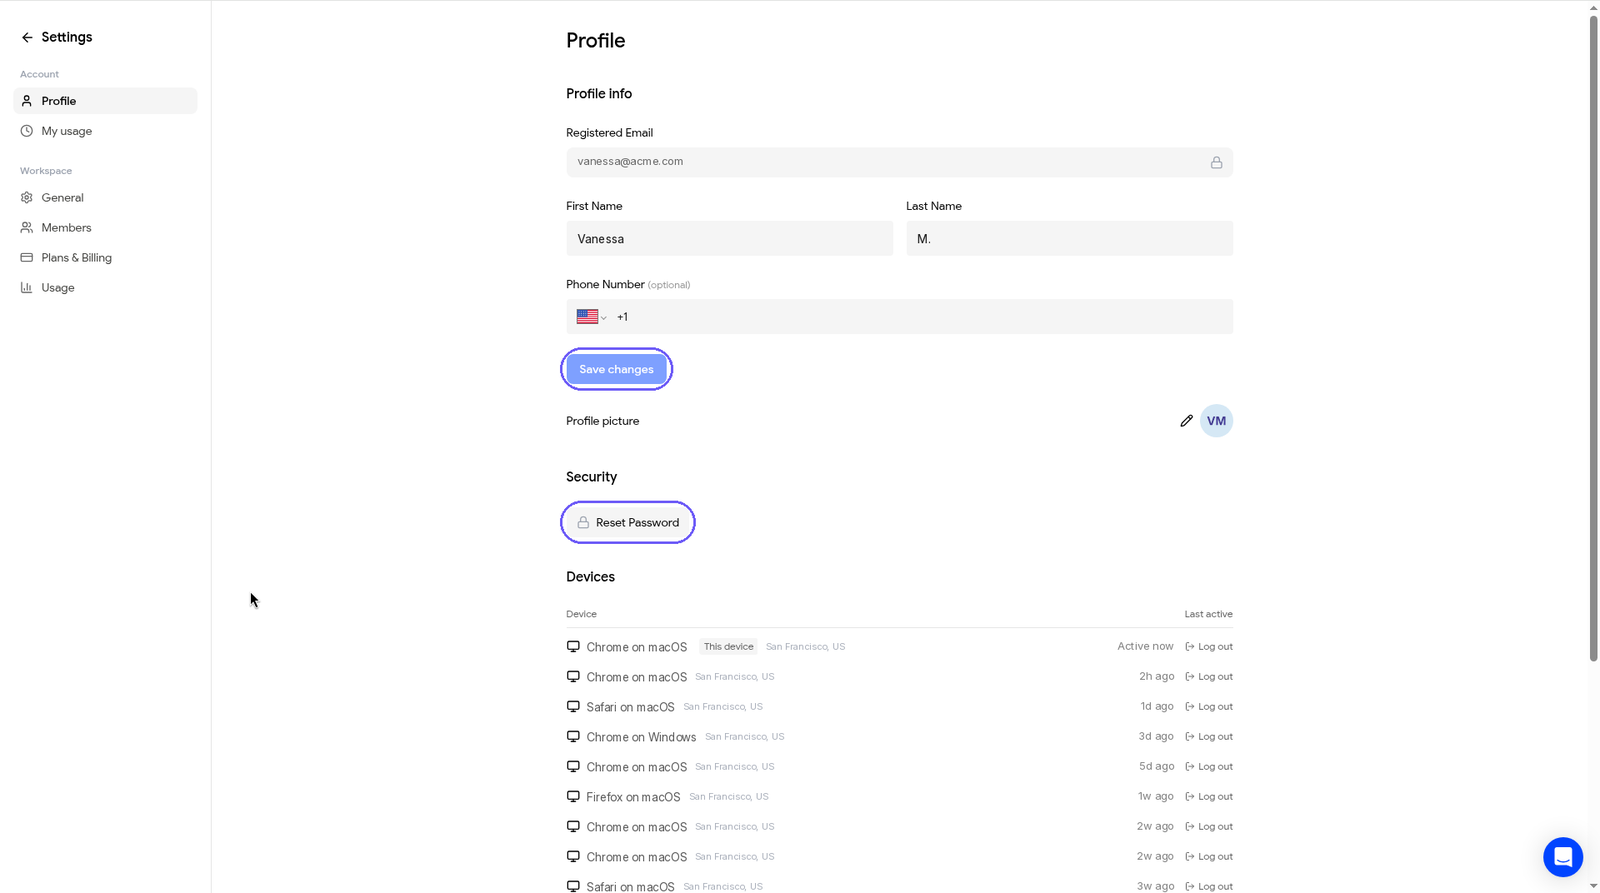 Settings
Account
Profile
My usage
Workspace
General
Members
Plans & Billing
Usage
Profile
Profile info
Registered Email
vanessa@acme.com
First Name
Last Name
Vanessa
M.
Phone Number (optional)
+1
Save changes
Profile picture
VM
Security
Reset Password
Devices
Device Last active
Chrome on macOS This device San Francisco, US Active now Log out
Chrome on macOS San Francisco, US 2h ago Log out
Safari on macOS San Francisco, US 1d ago Log out
Chrome on Windows San Francisco, US 3d ago Log out
Chrome on macOS San Francisco, US 5d ago Log out
Firefox on macOS San Francisco, US 1w ago Log out
Chrome on macOS San Francisco, US 2w ago Log out
Chrome on macOS San Francisco, US 2w ago Log out
Safari on macOS San Francisco, US 3w ago Log out